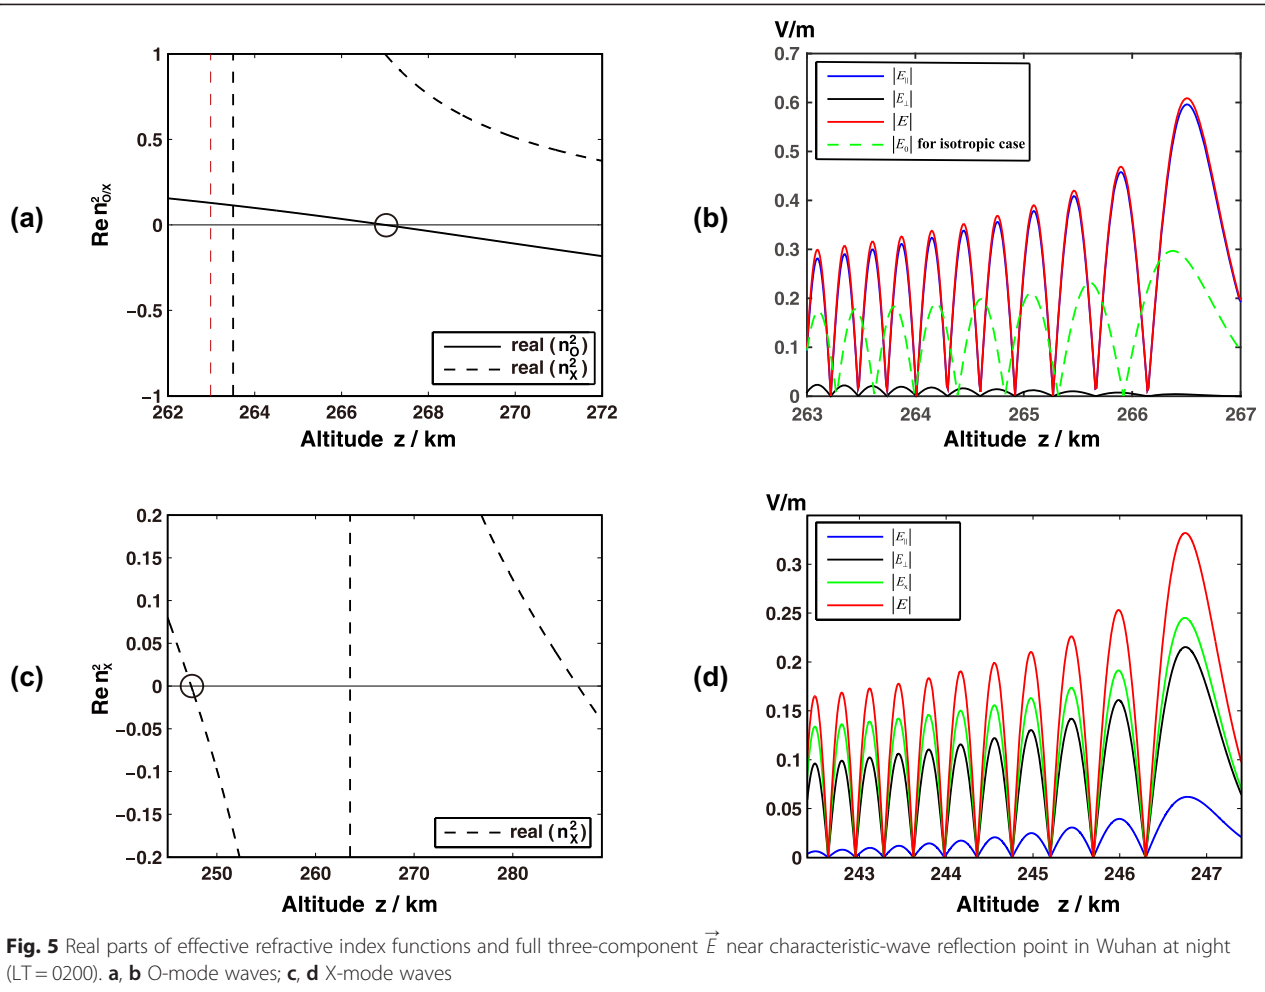 (a)
Re n²_O/X
1
0.5
0
−0.5
−1
262 264 266 268 270 272
Altitude z / km
real (n²_O)
real (n²_X)
(b)
V/m
0.7
0.6
0.5
0.4
0.3
0.2
0.1
0
263 264 265 266 267
Altitude z / km
|E∥|
|E⊥|
|E|
|E₀| for isotropic case
(c)
Re n²_X
0.2
0.15
0.1
0.05
0
−0.05
−0.1
−0.15
−0.2
250 260 270 280
Altitude z / km
real (n²_X)
(d)
V/m
0.3
0.25
0.2
0.15
0.1
0.05
0
243 244 245 246 247
Altitude z / km
|E∥|
|E⊥|
|Eₓ|
|E|
Fig. 5 Real parts of effective refractive index functions and full three-component E⃗ near characteristic-wave reflection point in Wuhan at night
(LT = 0200). a, b O-mode waves; c, d X-mode waves